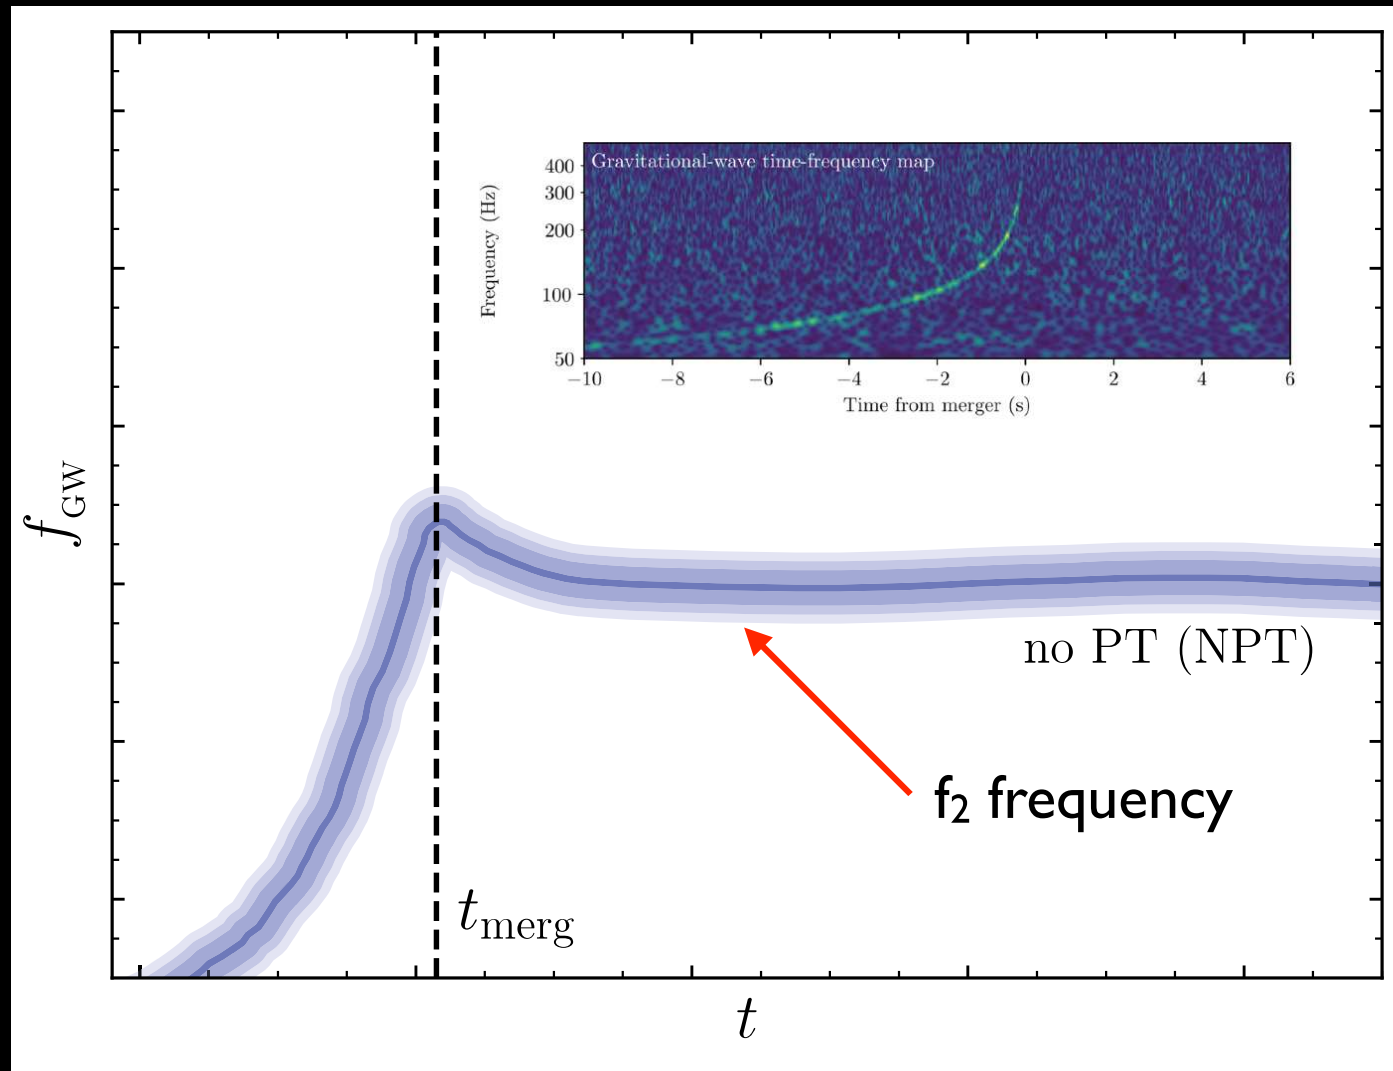 Gravitational-wave time-frequency map
Frequency (Hz)
400
300
200
100
50
−10 −8 −6 −4 −2 0 2 4 6
Time from merger (s)
f_GW
no PT (NPT)
f₂ frequency
t_merg
t